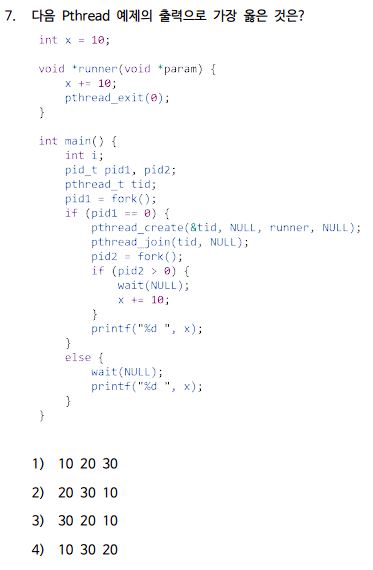 7. 다음 Pthread 예제의 출력으로 가장 옳은 것은?
int x = 10;
void *runner(void *param) {
x += 10;
pthread_exit(0);
}
int main() {
int i;
pid_t pid1, pid2;
pthread_t tid;
pid1 = fork();
if (pid1 == 0) {
pthread_create(&tid, NULL, runner, NULL);
pthread_join(tid, NULL);
pid2 = fork();
if (pid2 > 0) {
wait(NULL);
x += 10;
}
printf("%d ", x);
}
else {
wait(NULL);
printf("%d ", x);
}
}
1) 10 20 30
2) 20 30 10
3) 30 20 10
4) 10 30 20